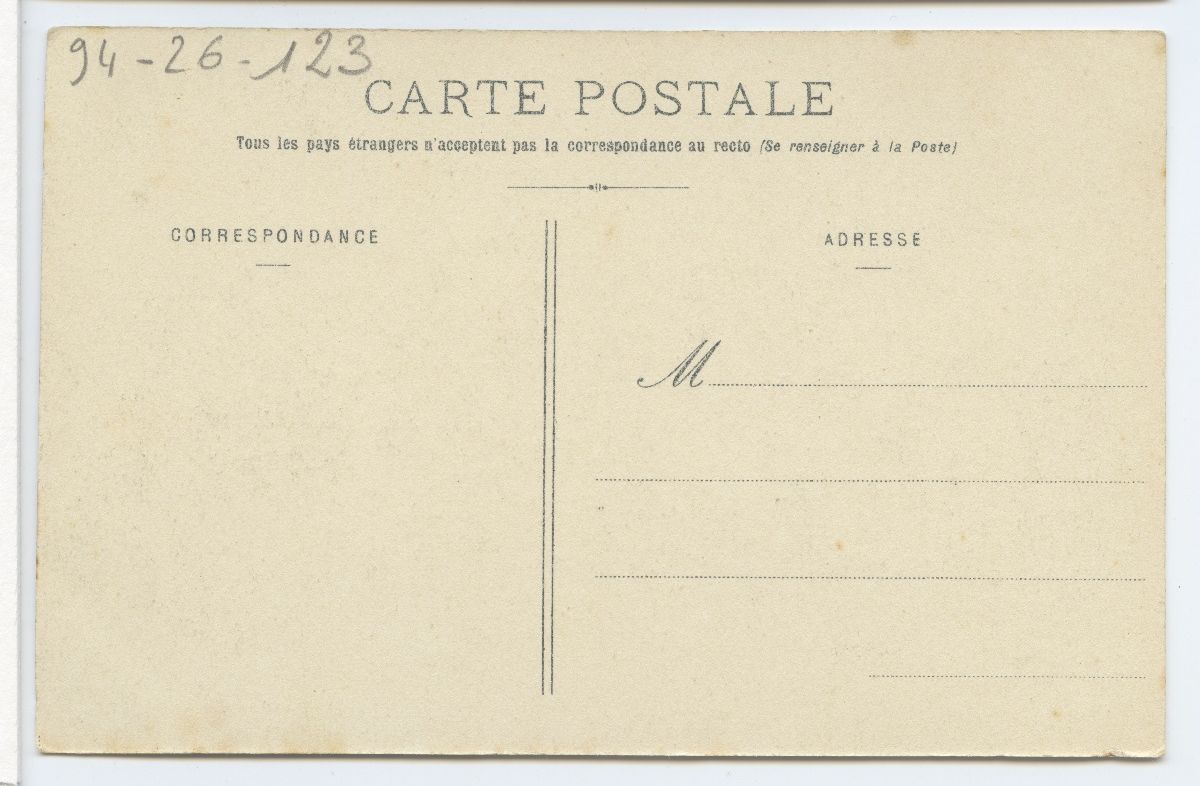 94-26-123
CARTE POSTALE
Tous les pays étrangers n'acceptent pas la correspondance au recto (Se renseigner à la Poste)
CORRESPONDANCE
ADRESSE
M